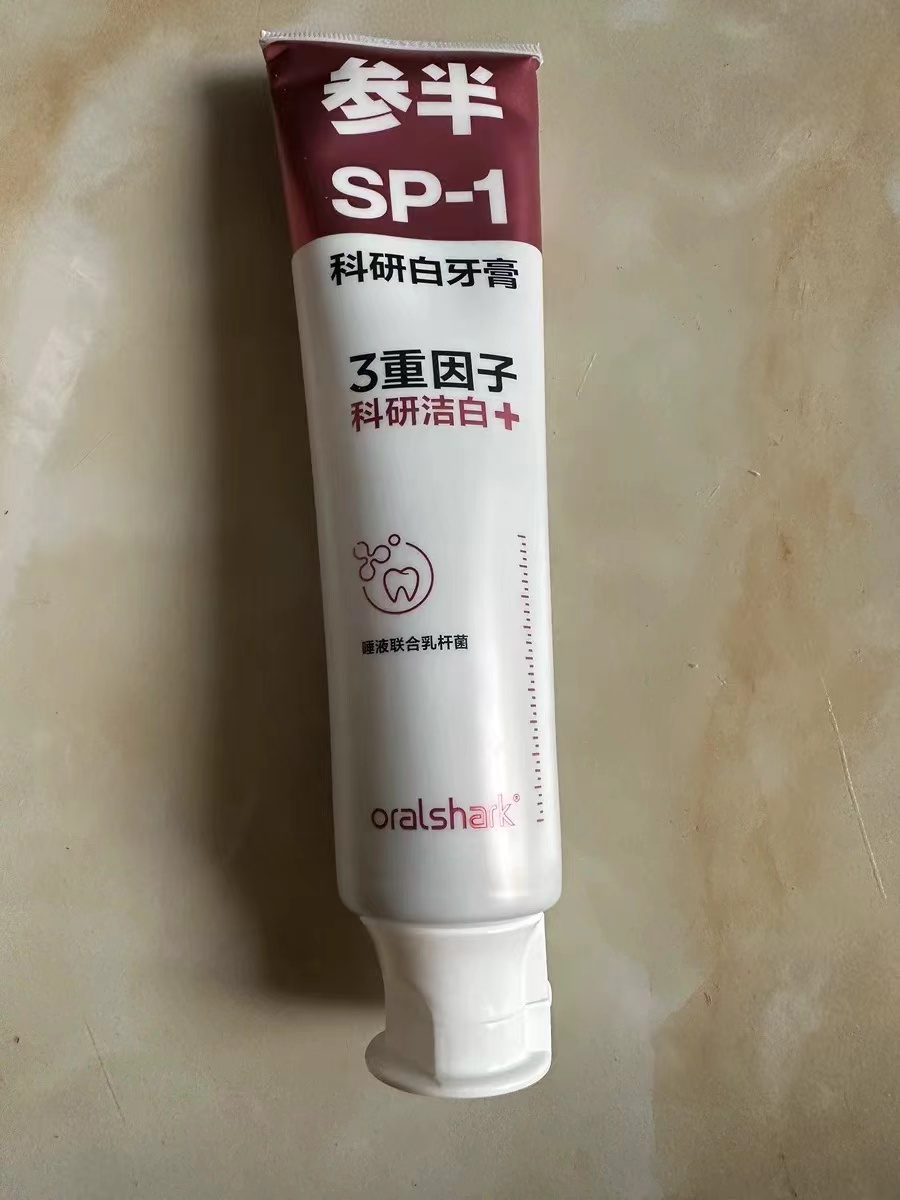 参半
SP-1
科研白牙膏
3重因子
科研洁白+
唾液联合乳杆菌
oralshark®